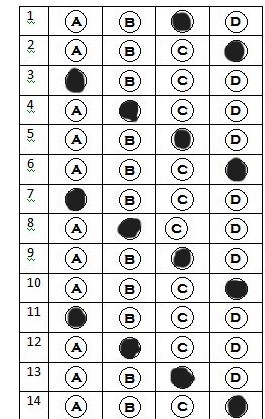 1 A B D
2 A B C
3 B C D
4 A C D
5 A B D
6 A B C
7 B C D
8 A C D
9 A B D
10 A B C
11 B C D
12 A C D
13 A B D
14 A B C